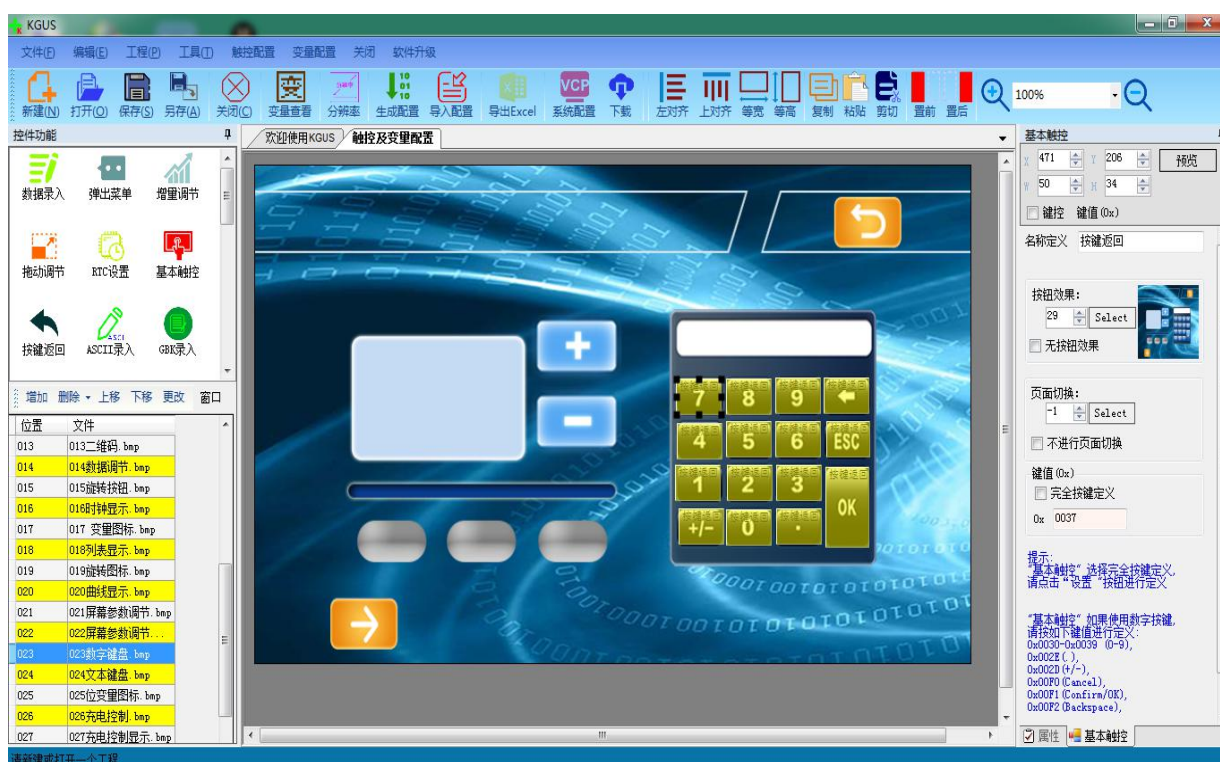 KGUS
文件(F) 编辑(E) 工程(P) 工具(T) 触控配置 变量配置 关闭 软件升级
新建(N) 打开(O) 保存(S) 另存(A) 关闭(C) 变量查看 分辨率 生成配置 导入配置 导出Excel 系统配置 下载 左对齐 上对齐 等宽 等高 复制 粘贴 剪切 置前 置后 100%
VCP
控件功能
数据录入 弹出菜单 增量调节
拖动调节 RTC设置 基本触控
按键返回 ASCII录入 GBK录入
增加 删除 上移 下移 更改 窗口
位置 文件
013 013二维码.bmp
014 014数据调节.bmp
015 015旋转按钮.bmp
016 016时钟显示.bmp
017 017 变量图标.bmp
018 018列表显示.bmp
019 019旋转图标.bmp
020 020曲线显示.bmp
021 021屏幕参数调节.bmp
022 022屏幕参数调节...
023 023数字键盘.bmp
024 024文本键盘.bmp
025 025位变量图标.bmp
026 026充电控制.bmp
027 027充电控制显示.bmp
欢迎使用KGUS 触控及变量配置
7 8 9
4 5 6 ESC
1 2 3
OK
+/- 0 .
基本触控
X 471 Y 206 预览
W 50 H 34
键控 键值(0x)
名称定义 按键返回
按钮效果：
29 Select
无按钮效果
页面切换：
-1 Select
不进行页面切换
键值(0x)
完全按键定义
0x 0037
提示:
"基本触控" 选择完全按键定义,
请点击 "设置 "按钮进行定义
"基本触控" 如果使用数字按键,
请按如下键值进行定义:
0x0030-0x0039 (0-9),
0x002E(.),
0x002D(+/-),
0x00F0(Cancel),
0x00F1(Confirm/OK),
0x00F2(Backspace),
属性 基本触控
请新建或打开一个工程